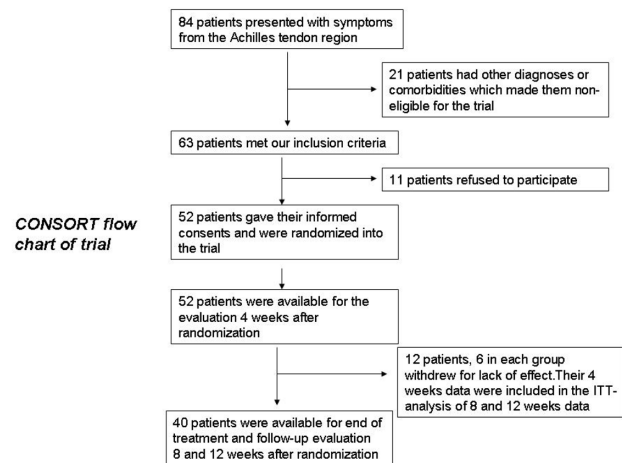 84 patients presented with symptoms
from the Achilles tendon region
21 patients had other diagnoses or
comorbidities which made them non-
eligible for the trial
63 patients met our inclusion criteria
11 patients refused to participate
CONSORT flow
chart of trial
52 patients gave their informed
consents and were randomized into
the trial
52 patients were available for the
evaluation 4 weeks after
randomization
12 patients, 6 in each group
withdrew for lack of effect.Their 4
weeks data were included in the ITT-
analysis of 8 and 12 weeks data
40 patients were available for end of
treatment and follow-up evaluation
8 and 12 weeks after randomization